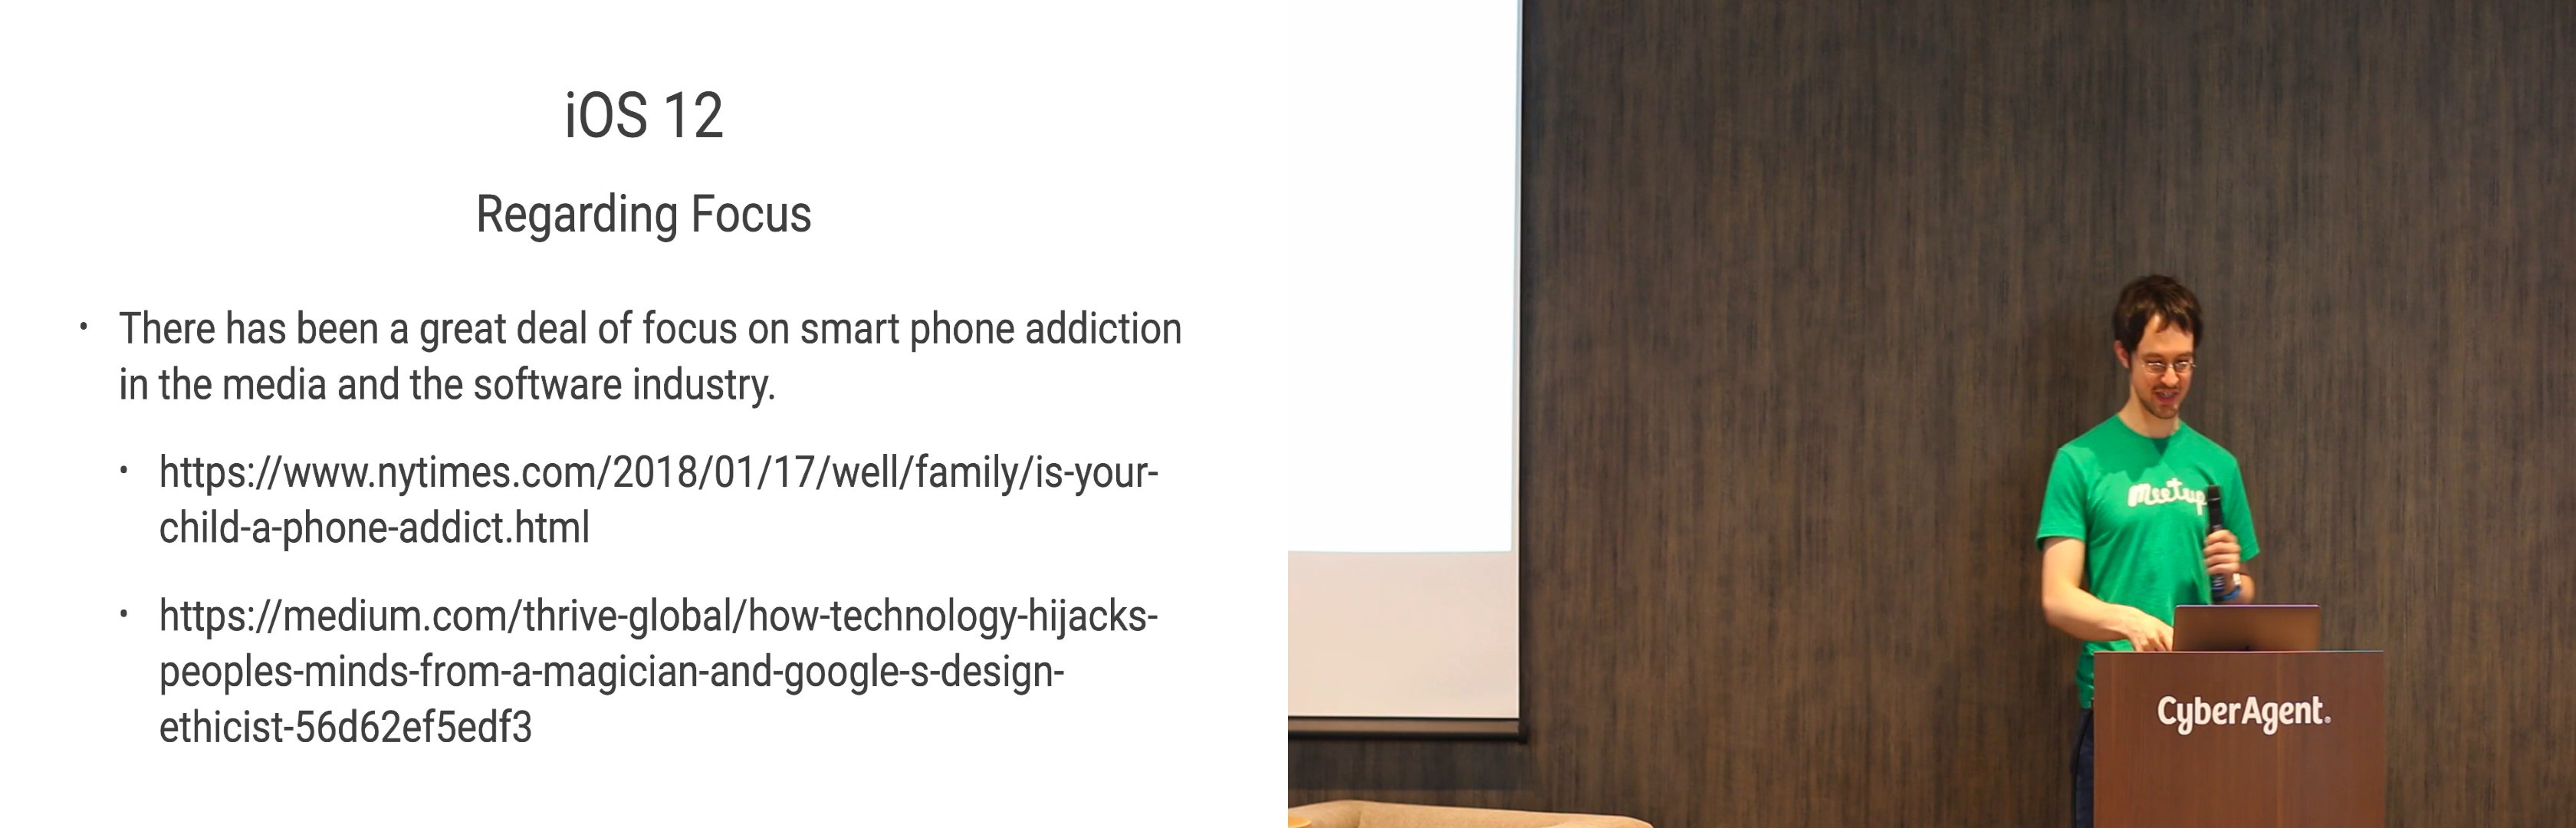 iOS 12
Regarding Focus
• There has been a great deal of focus on smart phone addiction
in the media and the software industry.
• https://www.nytimes.com/2018/01/17/well/family/is-your-
child-a-phone-addict.html
• https://medium.com/thrive-global/how-technology-hijacks-
peoples-minds-from-a-magician-and-google-s-design-
ethicist-56d62ef5edf3
Meetup
CyberAgent.